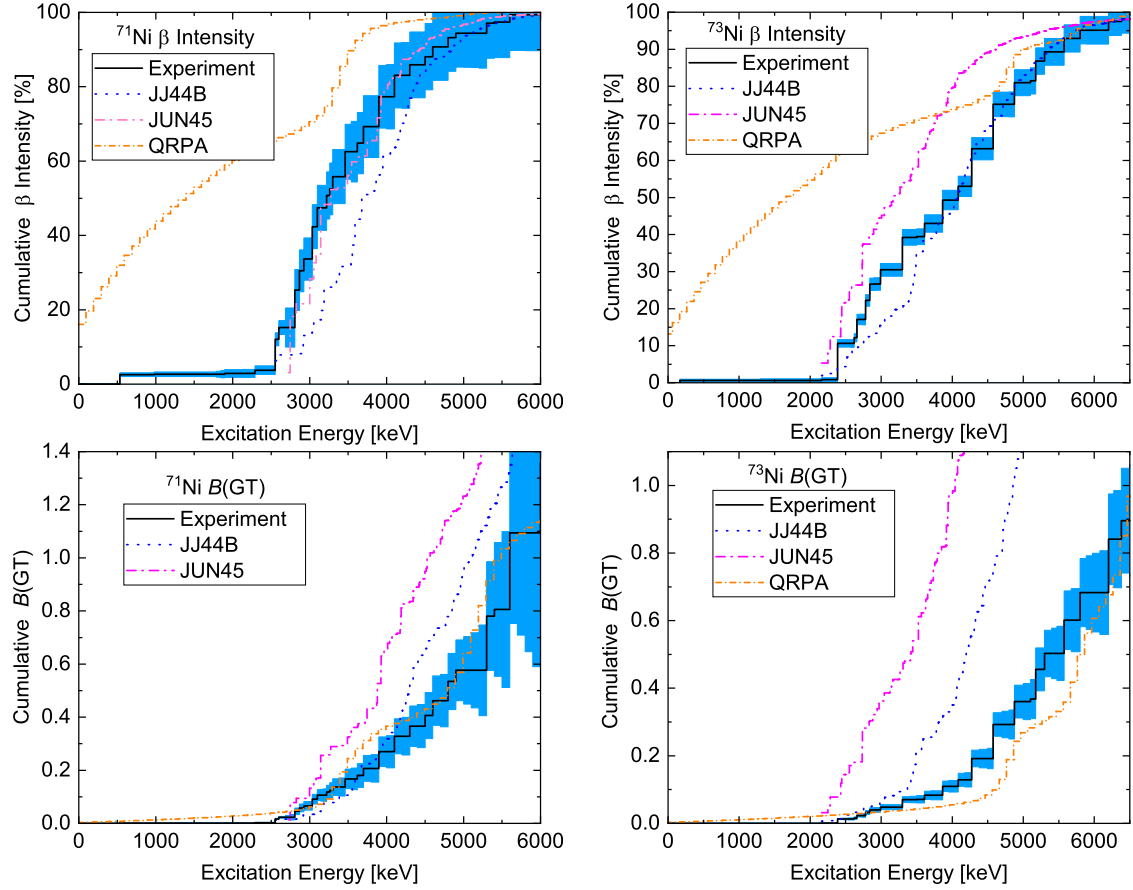 100
80
60
40
20
0
Cumulative β Intensity [%]
⁷¹Ni β Intensity
Experiment
JJ44B
JUN45
QRPA
0 1000 2000 3000 4000 5000 6000
Excitation Energy [keV]
100
90
80
70
60
50
40
30
20
10
0
Cumulative β Intensity [%]
⁷³Ni β Intensity
Experiment
JJ44B
JUN45
QRPA
0 1000 2000 3000 4000 5000 6000
Excitation Energy [keV]
1.4
1.2
1.0
0.8
0.6
0.4
0.2
0.0
Cumulative B(GT)
⁷¹Ni B(GT)
Experiment
JJ44B
JUN45
0 1000 2000 3000 4000 5000 6000
Excitation Energy [keV]
1.0
0.8
0.6
0.4
0.2
0.0
Cumulative B(GT)
⁷³Ni B(GT)
Experiment
JJ44B
JUN45
QRPA
0 1000 2000 3000 4000 5000 6000
Excitation Energy [keV]